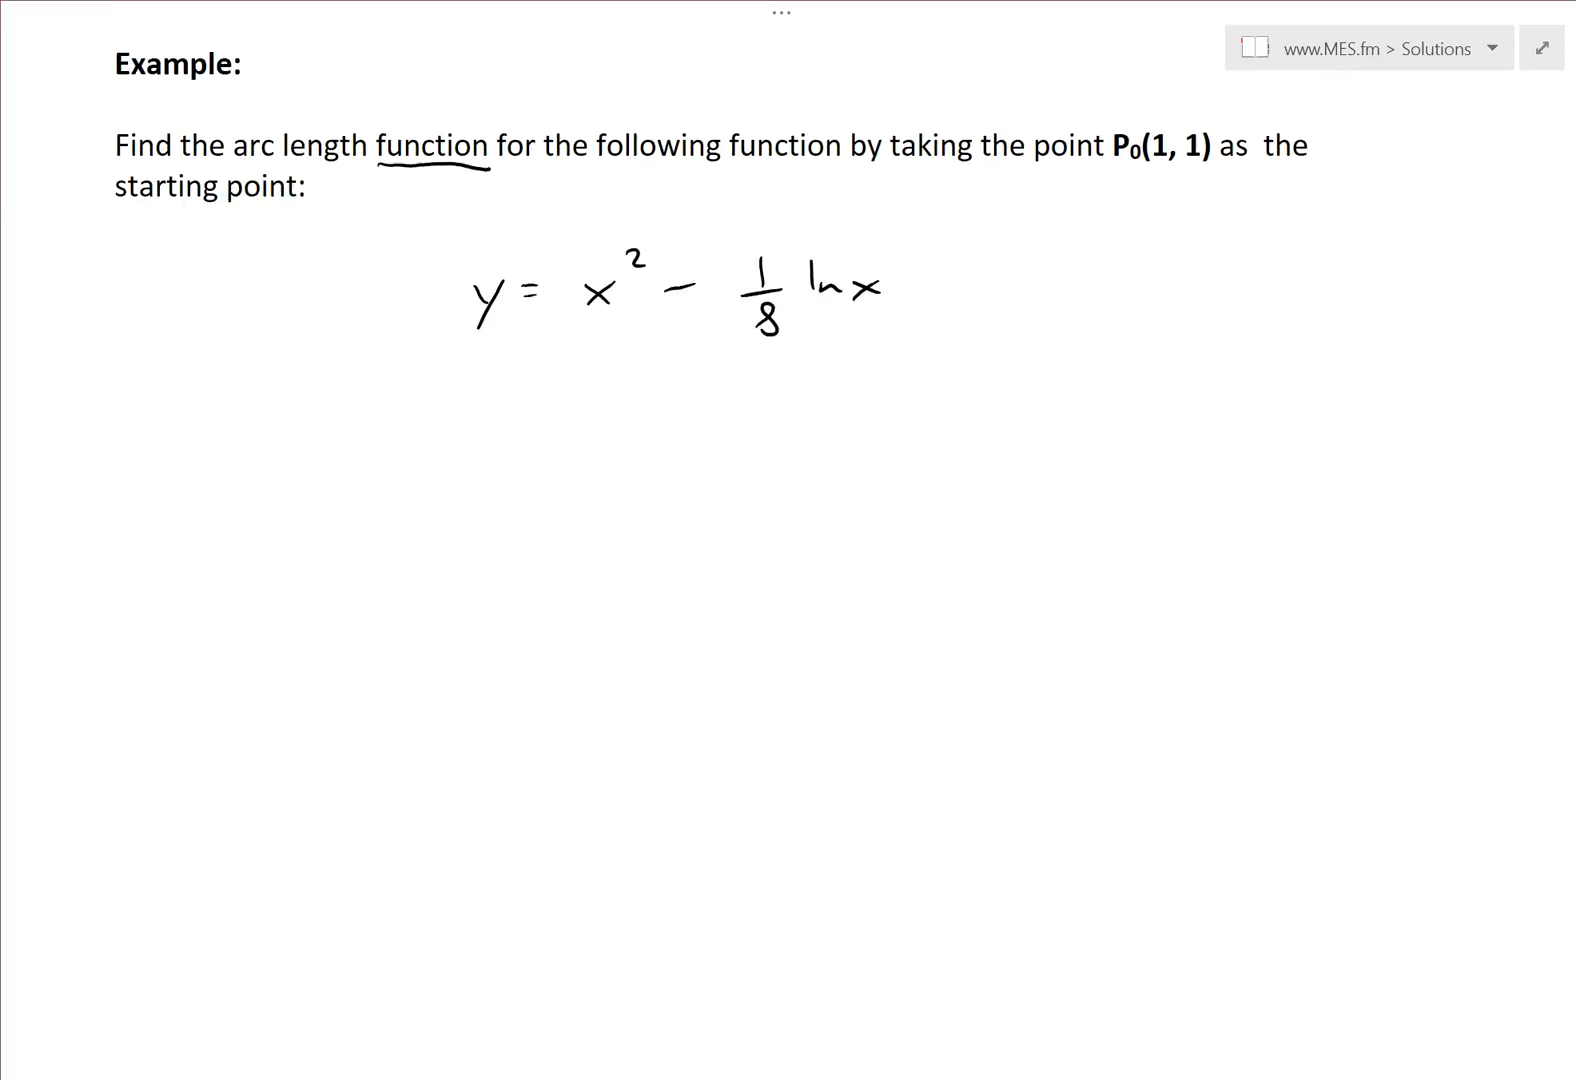 www.MES.fm > Solutions
Example:
Find the arc length function for the following function by taking the point P₀(1, 1) as the
starting point:
y = x² − 1/8 ln x